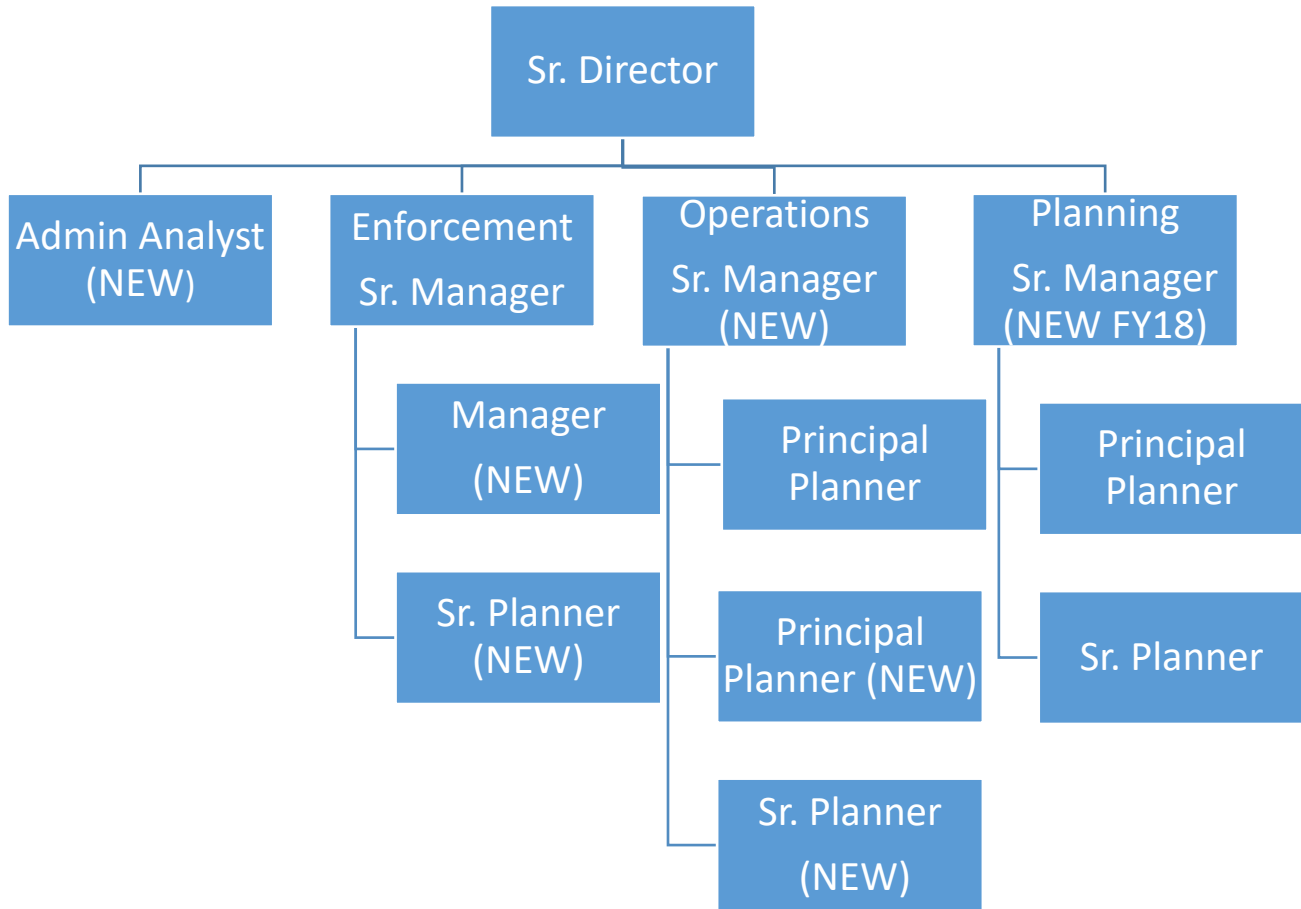 Sr. Director
Admin Analyst
(NEW)
Enforcement
Sr. Manager
Operations
Sr. Manager
(NEW)
Planning
Sr. Manager
(NEW FY18)
Manager
(NEW)
Sr. Planner
(NEW)
Principal
Planner
Principal
Planner (NEW)
Sr. Planner
(NEW)
Principal
Planner
Sr. Planner